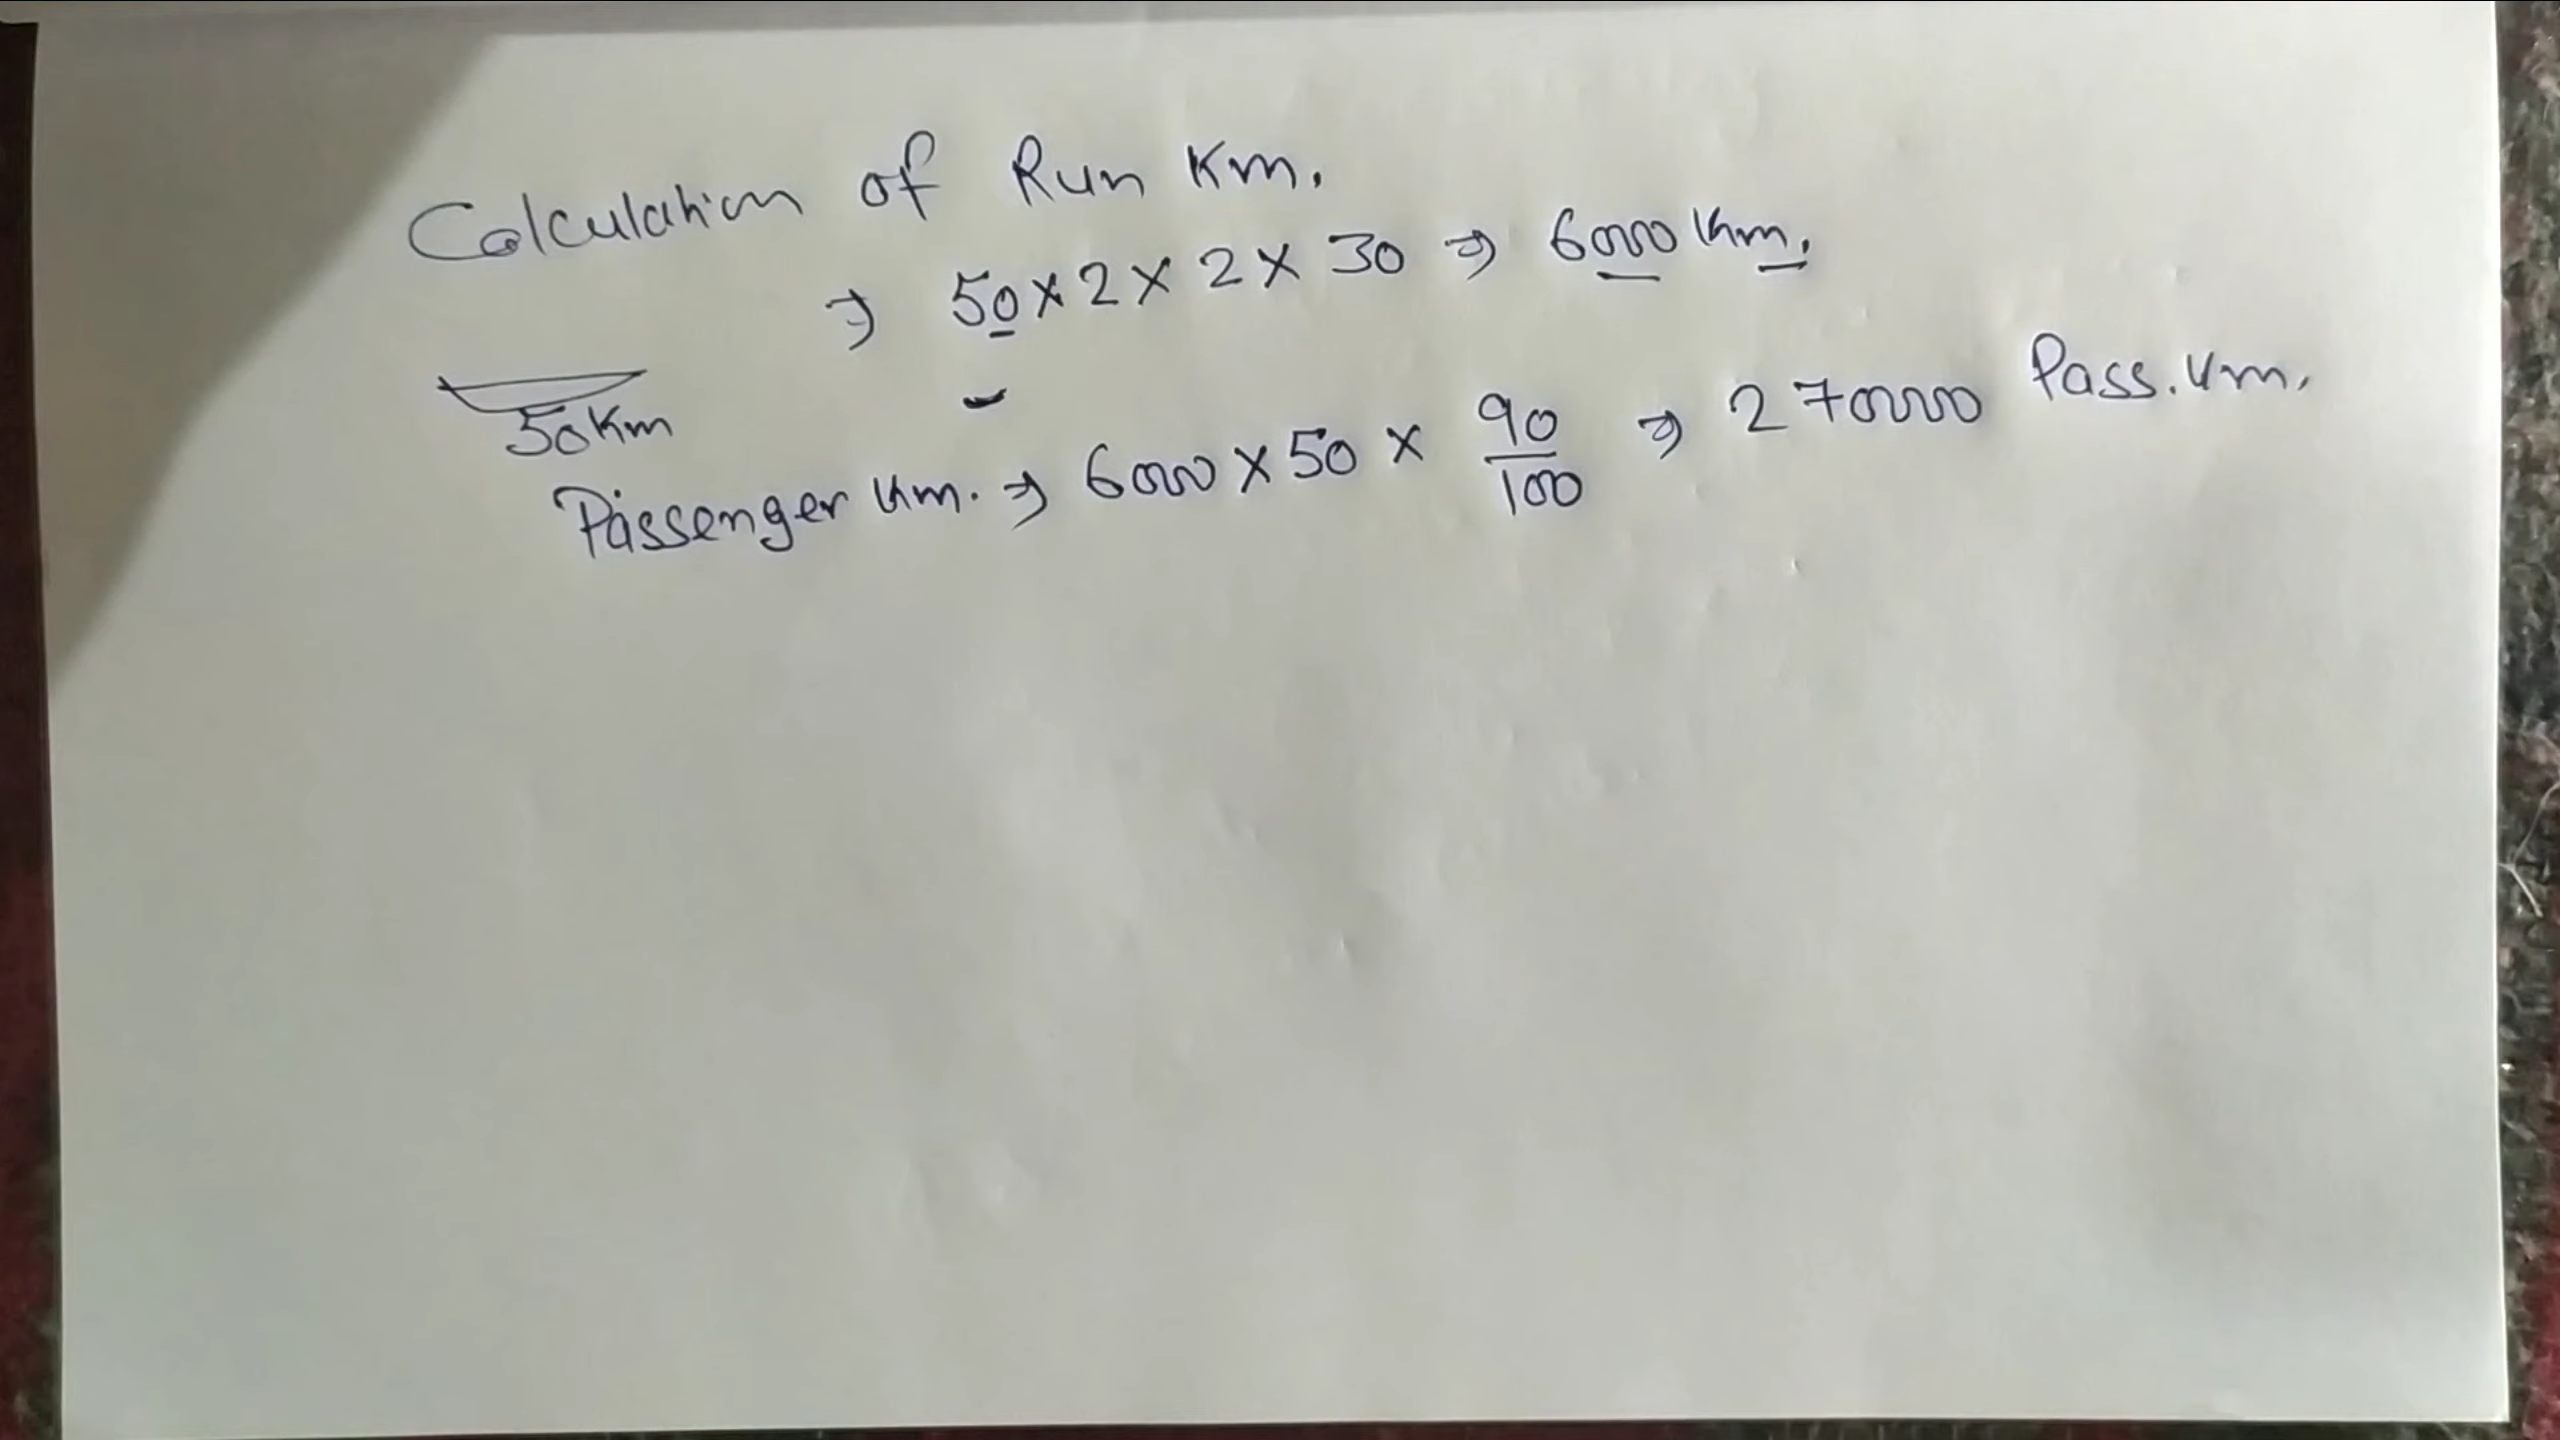 Calculation of Run Km.
⇒ 50 × 2 × 2 × 30 ⇒ 6000 Km.
50 Km
Passenger Km. ⇒ 6000 × 50 × 90/100 ⇒ 270000 Pass. Km.